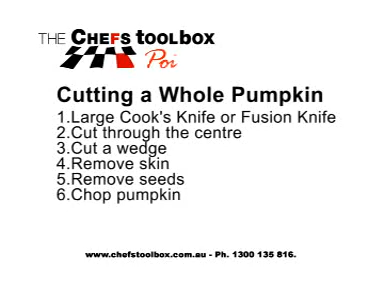 THE CHEFS TOOLBOX
Poi
Cutting a Whole Pumpkin
1.Large Cook's Knife or Fusion Knife
2.Cut through the centre
3.Cut a wedge
4.Remove skin
5.Remove seeds
6.Chop pumpkin
www.chefstoolbox.com.au - Ph. 1300 135 816.